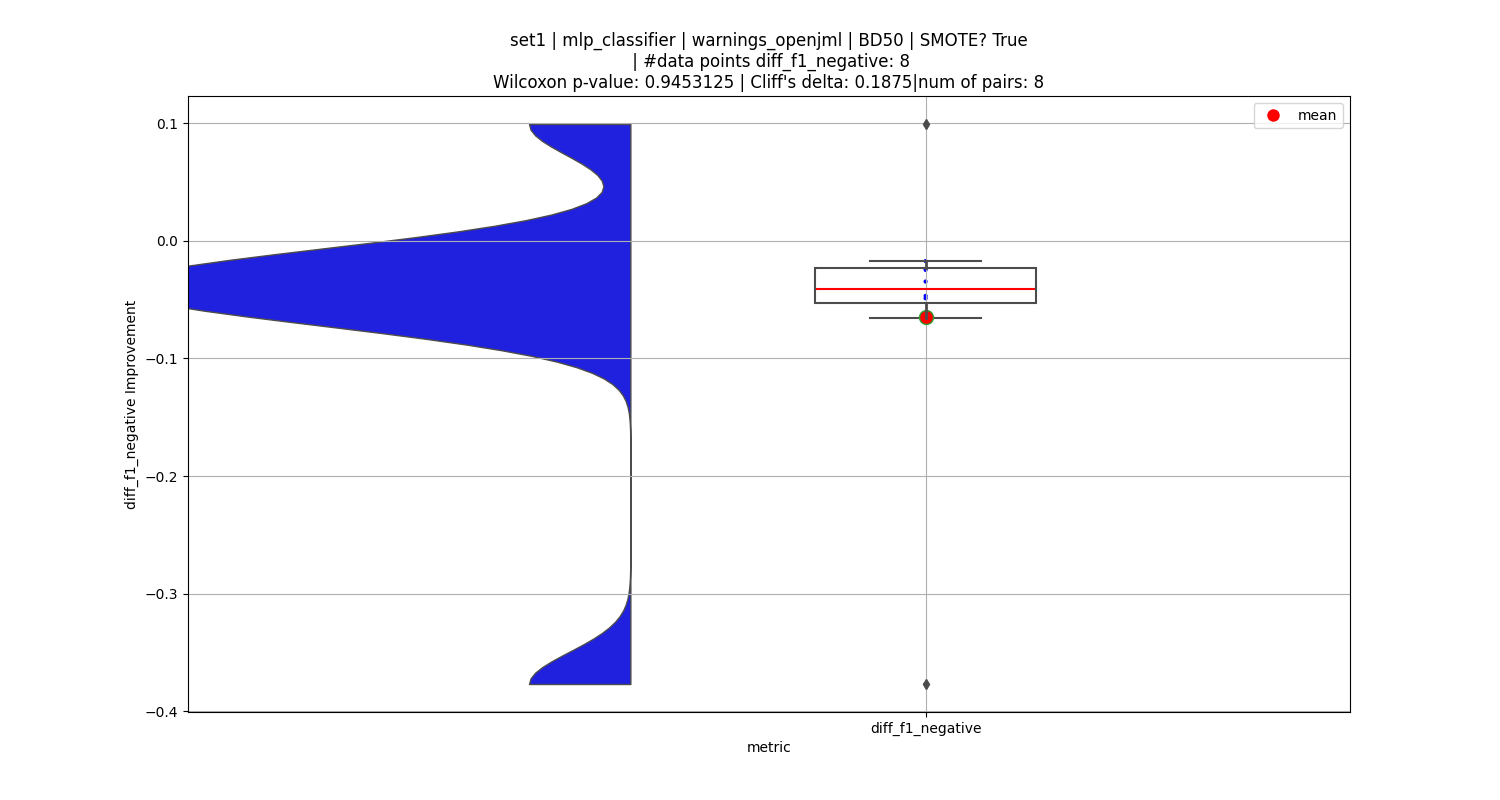 set1 | mlp_classifier | warnings_openjml | BD50 | SMOTE? True
| #data points diff_f1_negative: 8
Wilcoxon p-value: 0.9453125 | Cliff's delta: 0.1875|num of pairs: 8
mean
0.1
0.0
−0.1
−0.2
−0.3
−0.4
diff_f1_negative Improvement
diff_f1_negative
metric